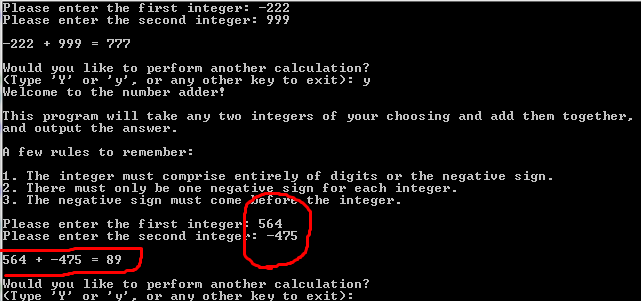 Please enter the first integer: -222
Please enter the second integer: 999
-222 + 999 = 777
Would you like to perform another calculation?
(Type 'Y' or 'y', or any other key to exit): y
Welcome to the number adder!
This program will take any two integers of your choosing and add them together,
and output the answer.
A few rules to remember:
1. The integer must comprise entirely of digits or the negative sign.
2. There must only be one negative sign for each integer.
3. The negative sign must come before the integer.
Please enter the first integer: 564
Please enter the second integer: -475
564 + -475 = 89
Would you like to perform another calculation?
(Type 'Y' or 'y', or any other key to exit):